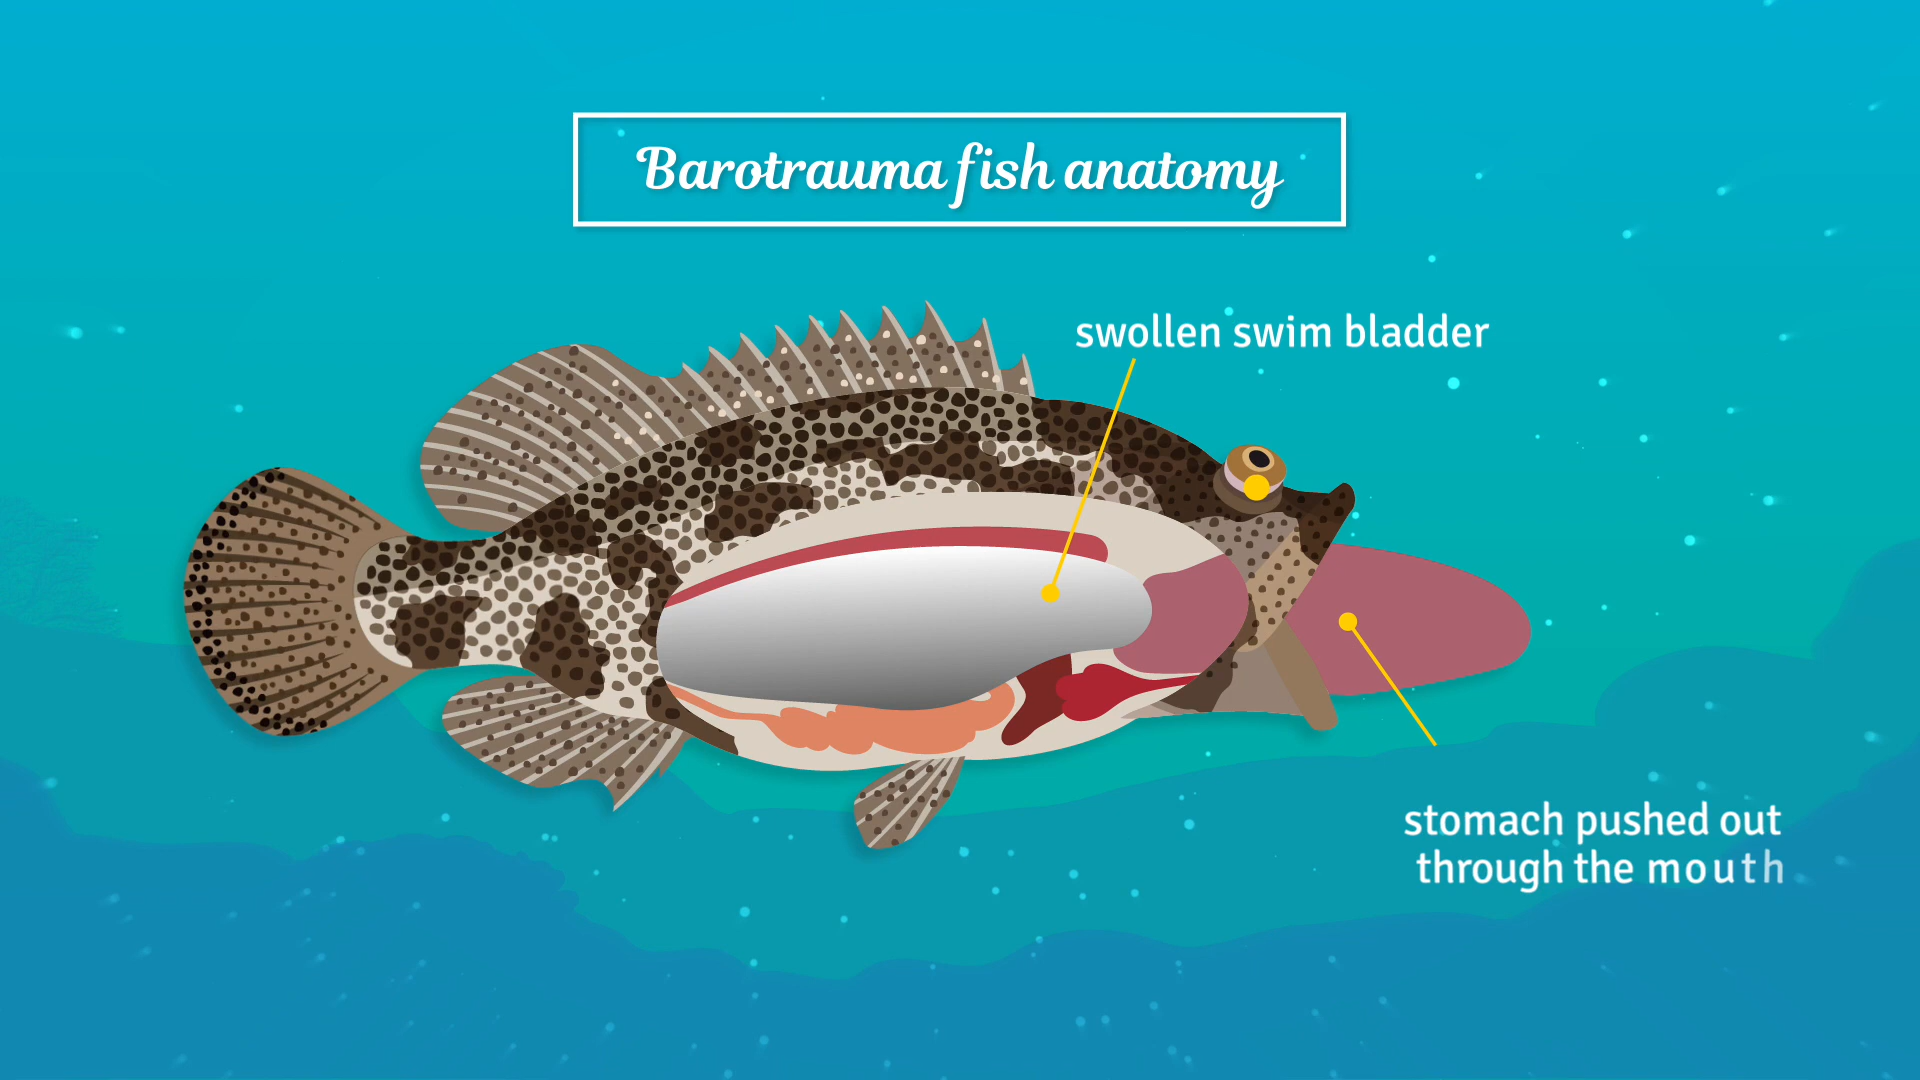 Barotrauma fish anatomy
swollen swim bladder
stomach pushed out
through the mouth